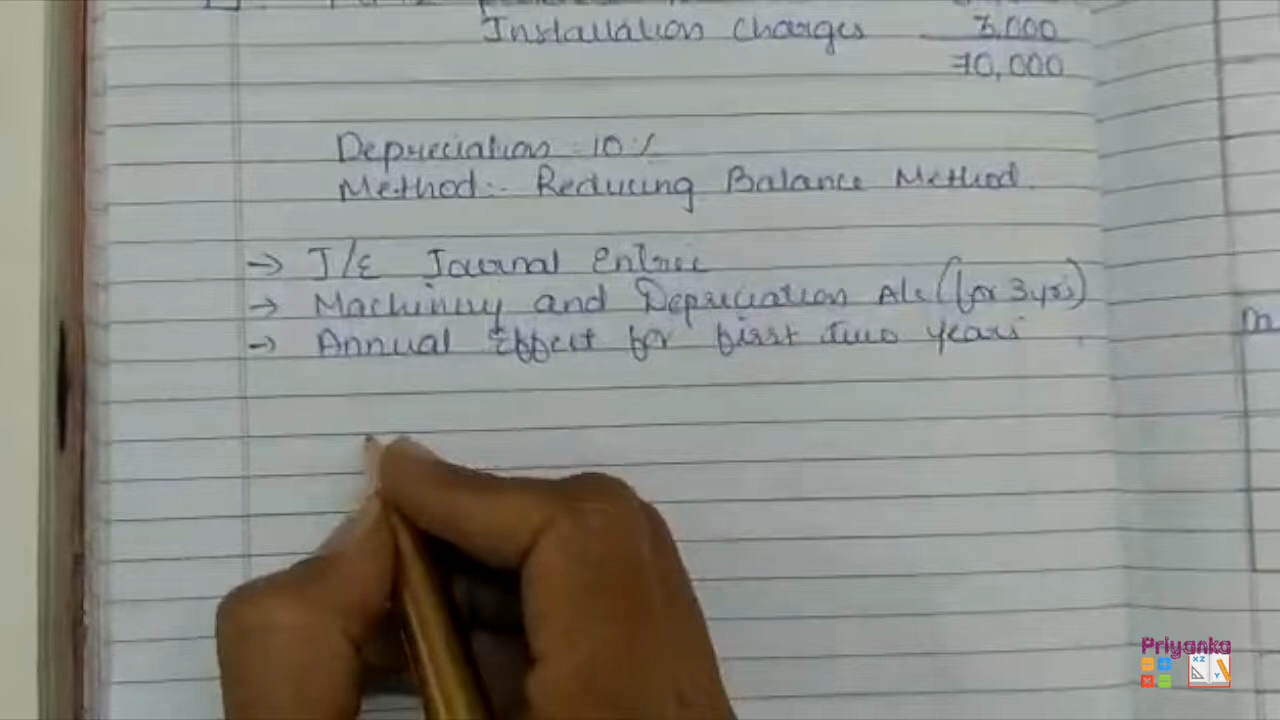 Installation Charges 3,000
70,000
Depreciation :- 10 %
Method:- Reducing Balance Method.
→ J/E Journal Entrie
→ Machinery and Depreciation A/c (for 3 yrs)
→ Annual Effect for first two years
Priyanka